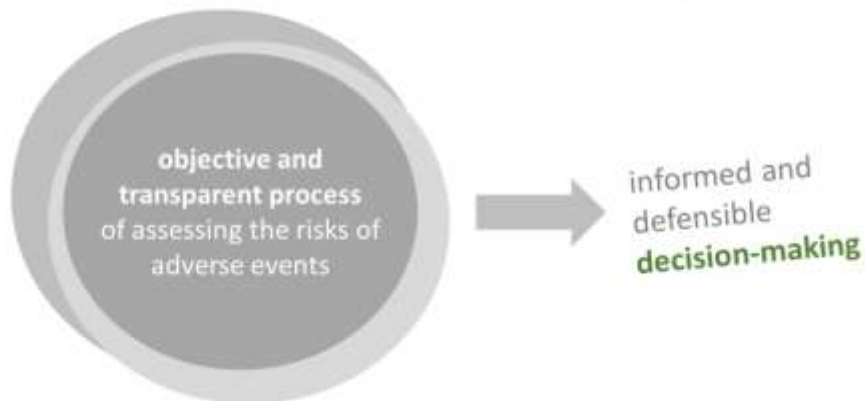 objective and
transparent process
of assessing the risks of
adverse events
informed and
defensible
decision-making